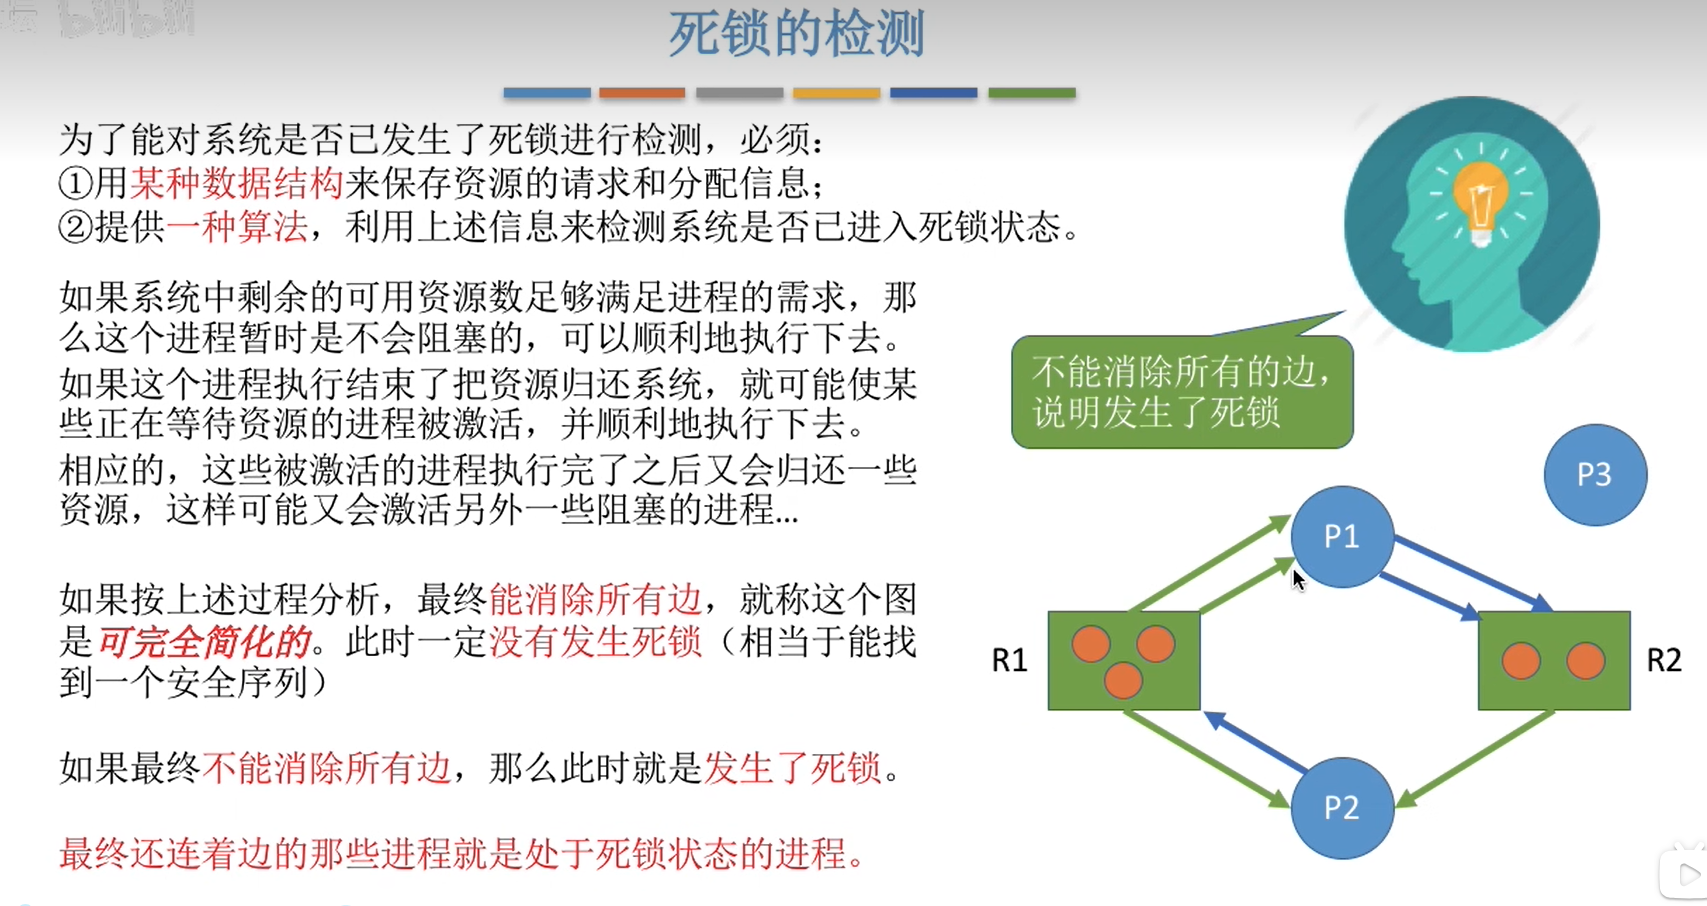 bilibili
死锁的检测
为了能对系统是否已发生了死锁进行检测，必须：
①用某种数据结构来保存资源的请求和分配信息；
②提供一种算法，利用上述信息来检测系统是否已进入死锁状态。
如果系统中剩余的可用资源数足够满足进程的需求，那
么这个进程暂时是不会阻塞的，可以顺利地执行下去。
如果这个进程执行结束了把资源归还系统，就可能使某
些正在等待资源的进程被激活，并顺利地执行下去。
相应的，这些被激活的进程执行完了之后又会归还一些
资源，这样可能又会激活另外一些阻塞的进程...
如果按上述过程分析，最终能消除所有边，就称这个图
是可完全简化的。此时一定没有发生死锁（相当于能找
到一个安全序列）
如果最终不能消除所有边，那么此时就是发生了死锁。
最终还连着边的那些进程就是处于死锁状态的进程。
不能消除所有的边，
说明发生了死锁
P3
P1
R1
R2
P2